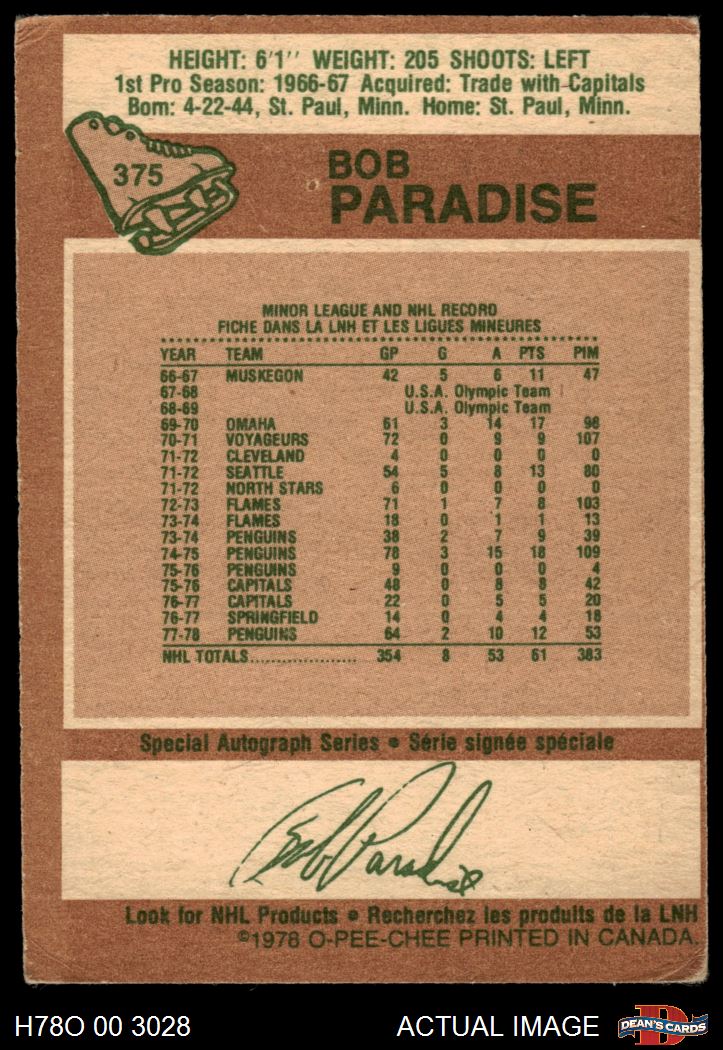 HEIGHT: 6'1'' WEIGHT: 205 SHOOTS: LEFT
1st Pro Season: 1966-67 Acquired: Trade with Capitals
Born: 4-22-44, St. Paul, Minn. Home: St. Paul, Minn.
375
BOB
PARADISE
MINOR LEAGUE AND NHL RECORD
FICHE DANS LA LNH ET LES LIGUES MINEURES
YEAR TEAM GP G A PTS PIM
66-67 MUSKEGON 42 5 6 11 47
67-68 U.S.A. Olympic Team
68-69 U.S.A. Olympic Team
69-70 OMAHA 61 3 14 17 98
70-71 VOYAGEURS 72 0 9 9 107
71-72 CLEVELAND 4 0 0 0 0
71-72 SEATTLE 54 5 8 13 80
71-72 NORTH STARS 6 0 0 0 0
72-73 FLAMES 71 1 7 8 103
73-74 FLAMES 18 0 1 1 13
73-74 PENGUINS 38 2 7 9 39
74-75 PENGUINS 78 3 15 18 109
75-76 PENGUINS 9 0 0 0 4
75-76 CAPITALS 48 0 8 8 42
76-77 CAPITALS 22 0 5 5 20
76-77 SPRINGFIELD 14 0 4 4 18
77-78 PENGUINS 64 2 10 12 53
NHL TOTALS.................... 354 8 53 61 383
Special Autograph Series • Série signée spéciale
Bob Paradise
Look for NHL Products • Recherchez les produits de la LNH
©1978 O-PEE-CHEE PRINTED IN CANADA.
H78O 00 3028 ACTUAL IMAGE D DEAN'S CARDS